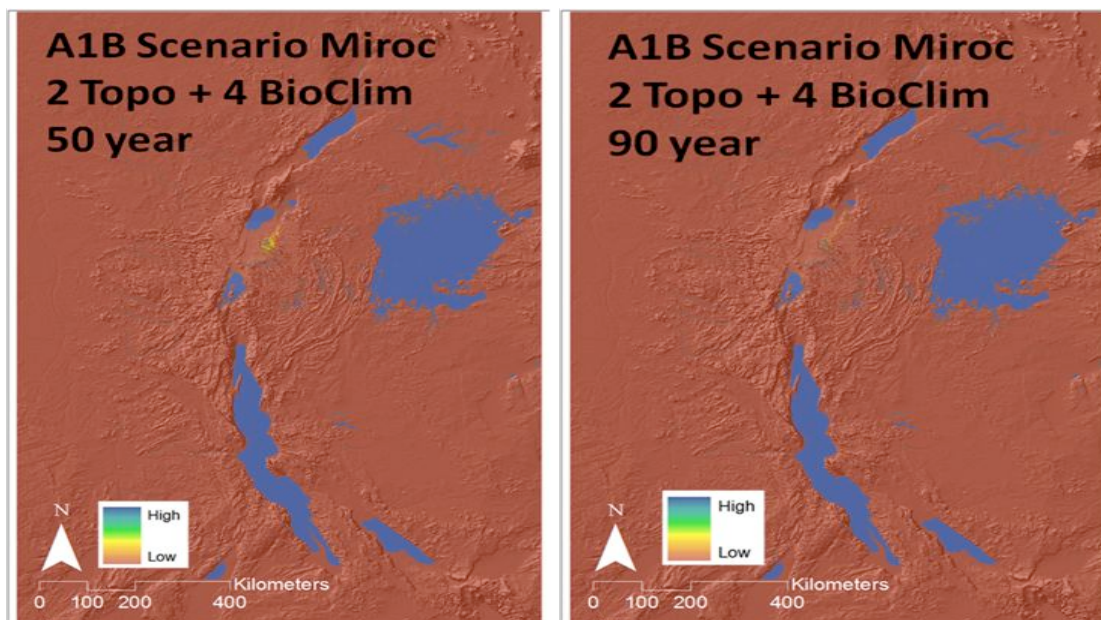 A1B Scenario Miroc
2 Topo + 4 BioClim
50 year
N
High
Low
Kilometers
0 100 200 400
A1B Scenario Miroc
2 Topo + 4 BioClim
90 year
N
High
Low
Kilometers
0 100 200 400